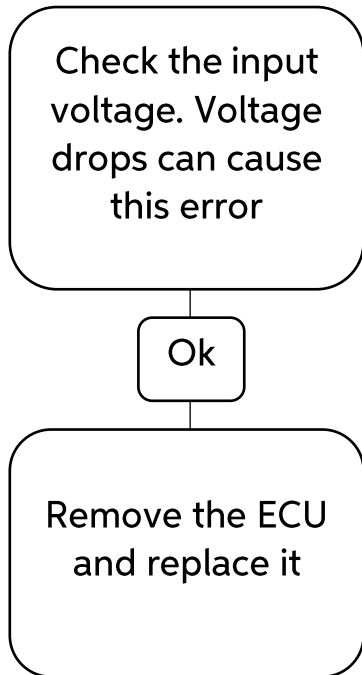 Check the input
voltage. Voltage
drops can cause
this error
Ok
Remove the ECU
and replace it